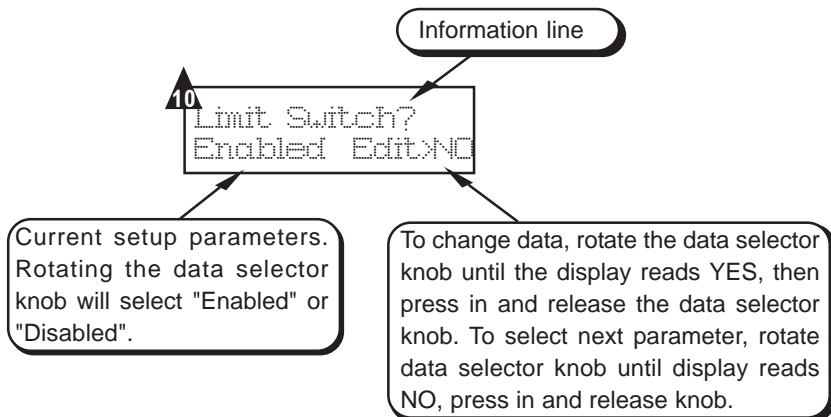 Information line
10
Limit Switch?
Enabled Edit>NO
Current setup parameters.
Rotating the data selector
knob will select "Enabled" or
"Disabled".
To change data, rotate the data selector
knob until the display reads YES, then
press in and release the data selector
knob. To select next parameter, rotate
data selector knob until display reads
NO, press in and release knob.